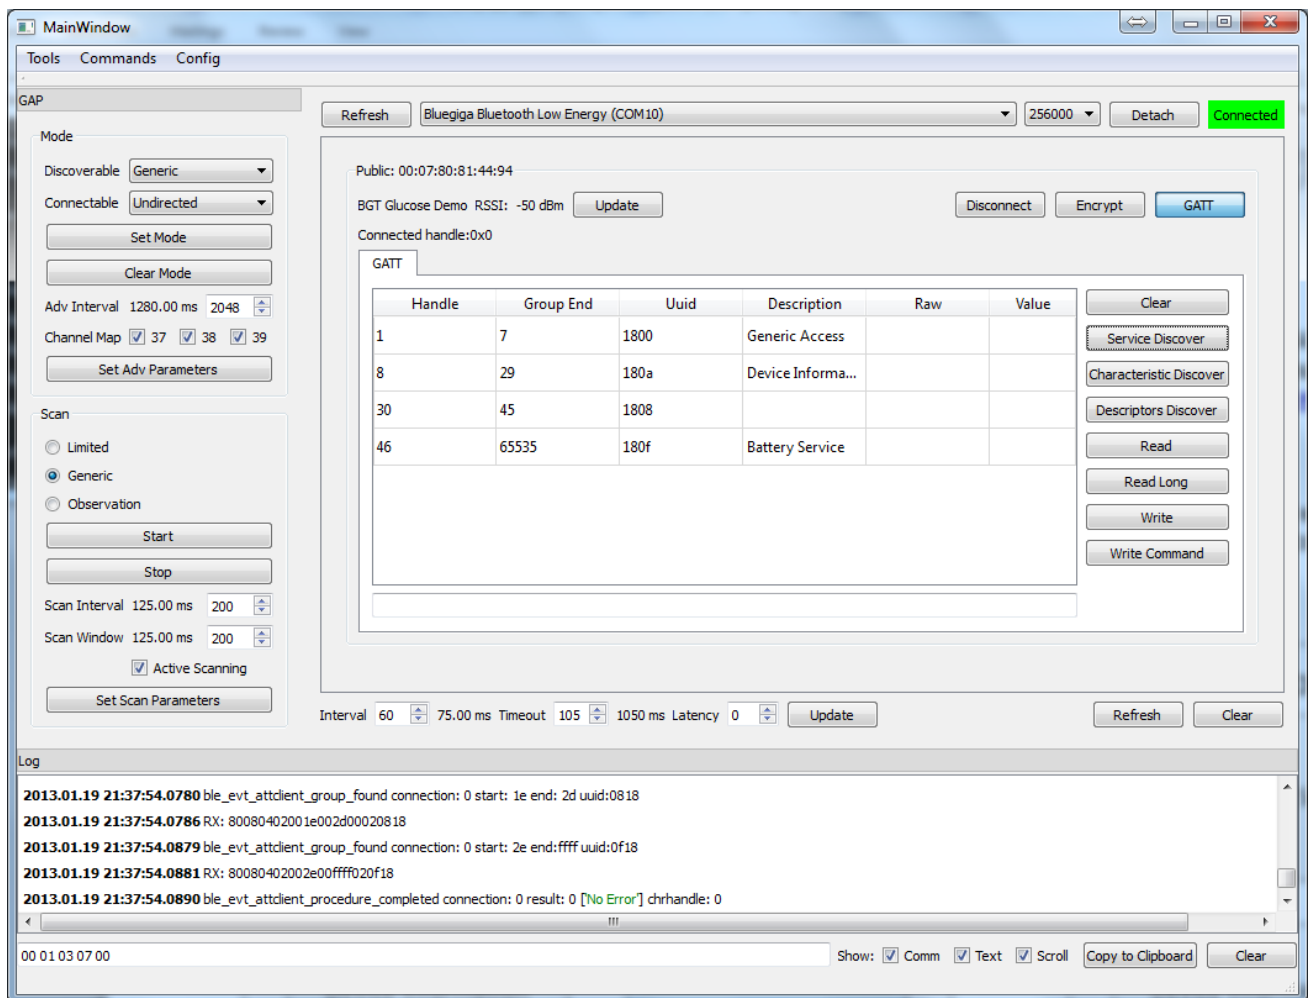 MainWindow
Tools Commands Config
GAP
Mode
Discoverable Generic
Connectable Undirected
Set Mode
Clear Mode
Adv Interval 1280.00 ms 2048
Channel Map 37 38 39
Set Adv Parameters
Scan
Limited
Generic
Observation
Start
Stop
Scan Interval 125.00 ms 200
Scan Window 125.00 ms 200
Active Scanning
Set Scan Parameters
Refresh Bluegiga Bluetooth Low Energy (COM10) 256000 Detach Connected
Public: 00:07:80:81:44:94
BGT Glucose Demo RSSI: -50 dBm Update Disconnect Encrypt GATT
Connected handle:0x0
GATT
Handle Group End Uuid Description Raw Value
1 7 1800 Generic Access
8 29 180a Device Informa...
30 45 1808
46 65535 180f Battery Service
Clear
Service Discover
Characteristic Discover
Descriptors Discover
Read
Read Long
Write
Write Command
Interval 60 75.00 ms Timeout 105 1050 ms Latency 0 Update Refresh Clear
Log
2013.01.19 21:37:54.0780 ble_evt_attclient_group_found connection: 0 start: 1e end: 2d uuid:0818
2013.01.19 21:37:54.0786 RX: 80080402001e002d00020818
2013.01.19 21:37:54.0879 ble_evt_attclient_group_found connection: 0 start: 2e end:ffff uuid:0f18
2013.01.19 21:37:54.0881 RX: 80080402002e00ffff020f18
2013.01.19 21:37:54.0890 ble_evt_attclient_procedure_completed connection: 0 result: 0 ['No Error'] chrhandle: 0
00 01 03 07 00 Show: Comm Text Scroll Copy to Clipboard Clear